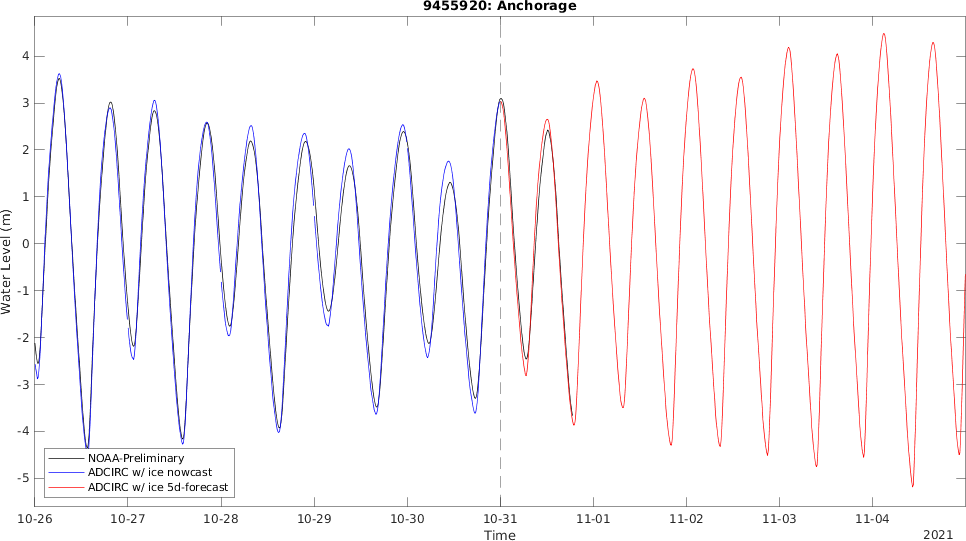 9455920: Anchorage
4
3
2
1
0
-1
-2
-3
-4
-5
Water Level (m)
NOAA-Preliminary
ADCIRC w/ ice nowcast
ADCIRC w/ ice 5d-forecast
10-26 10-27 10-28 10-29 10-30 10-31 11-01 11-02 11-03 11-04
Time
2021